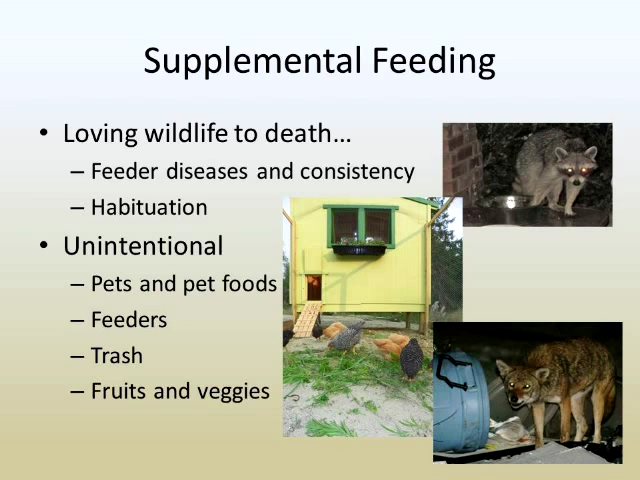 Supplemental Feeding
• Loving wildlife to death…
– Feeder diseases and consistency
– Habituation
• Unintentional
– Pets and pet foods
– Feeders
– Trash
– Fruits and veggies